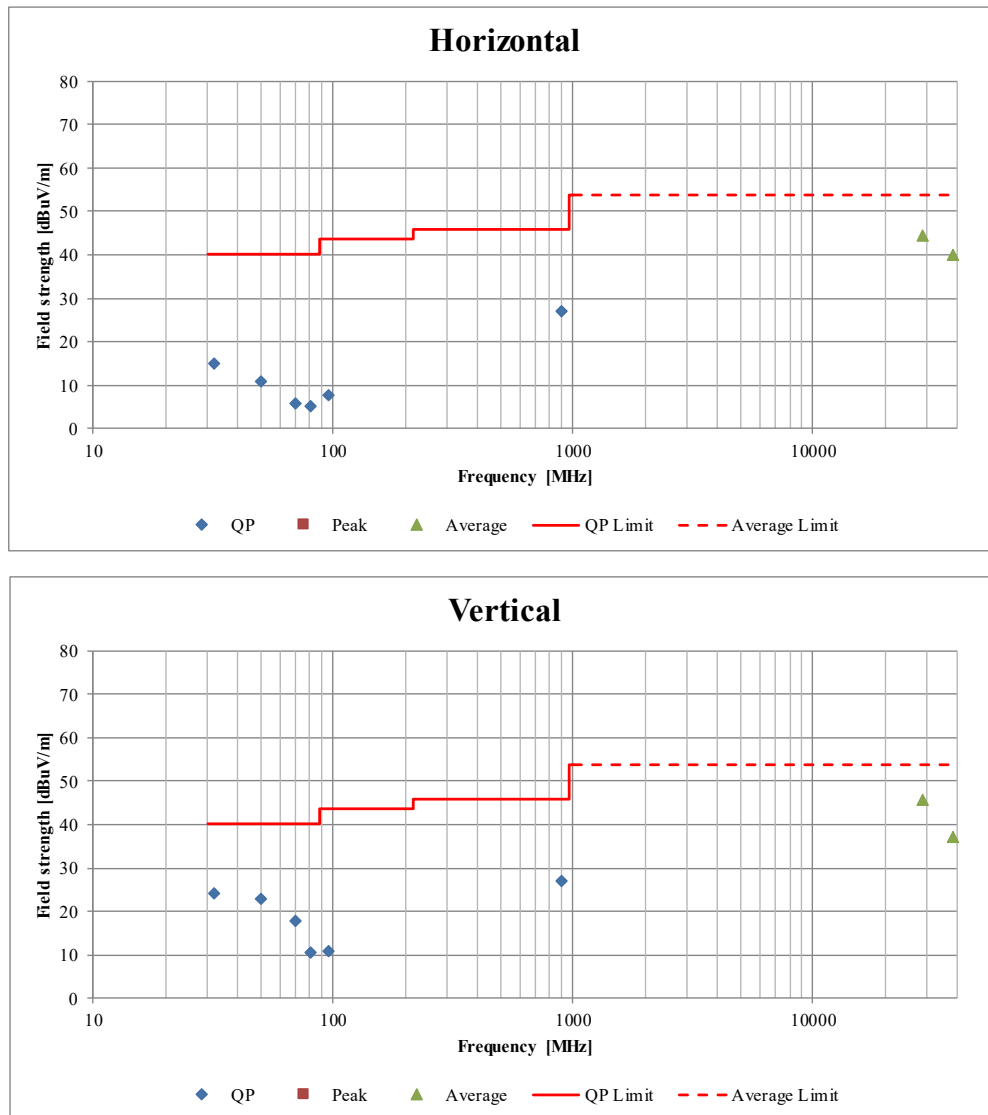 Horizontal
80
70
60
50
40
30
20
10
0
Field strength [dBuV/m]
10 100 1000 10000
Frequency [MHz]
QP Peak Average QP Limit Average Limit
Vertical
80
70
60
50
40
30
20
10
0
Field strength [dBuV/m]
10 100 1000 10000
Frequency [MHz]
QP Peak Average QP Limit Average Limit